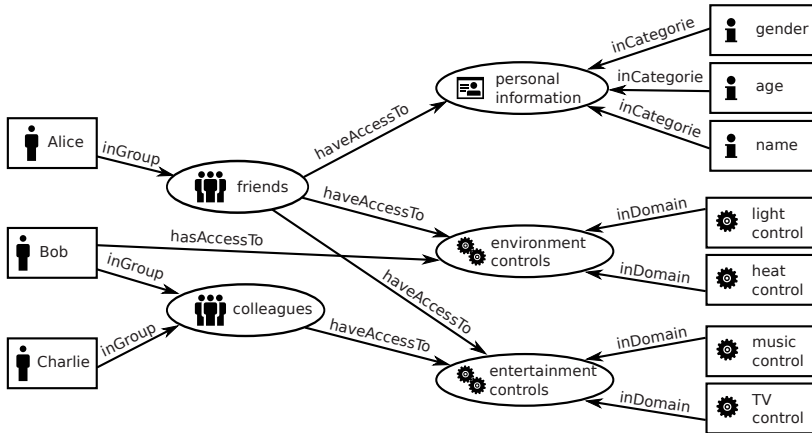 gender
inCategorie
personal
information
inCategorie
age
inCategorie
name
Alice
inGroup
haveAccessTo
friends
haveAccessTo
inDomain
light
control
Bob
hasAccessTo
environment
controls
inDomain
heat
control
inGroup
haveAccessTo
colleagues
haveAccessTo
inDomain
music
control
Charlie
inGroup
entertainment
controls
inDomain
TV
control